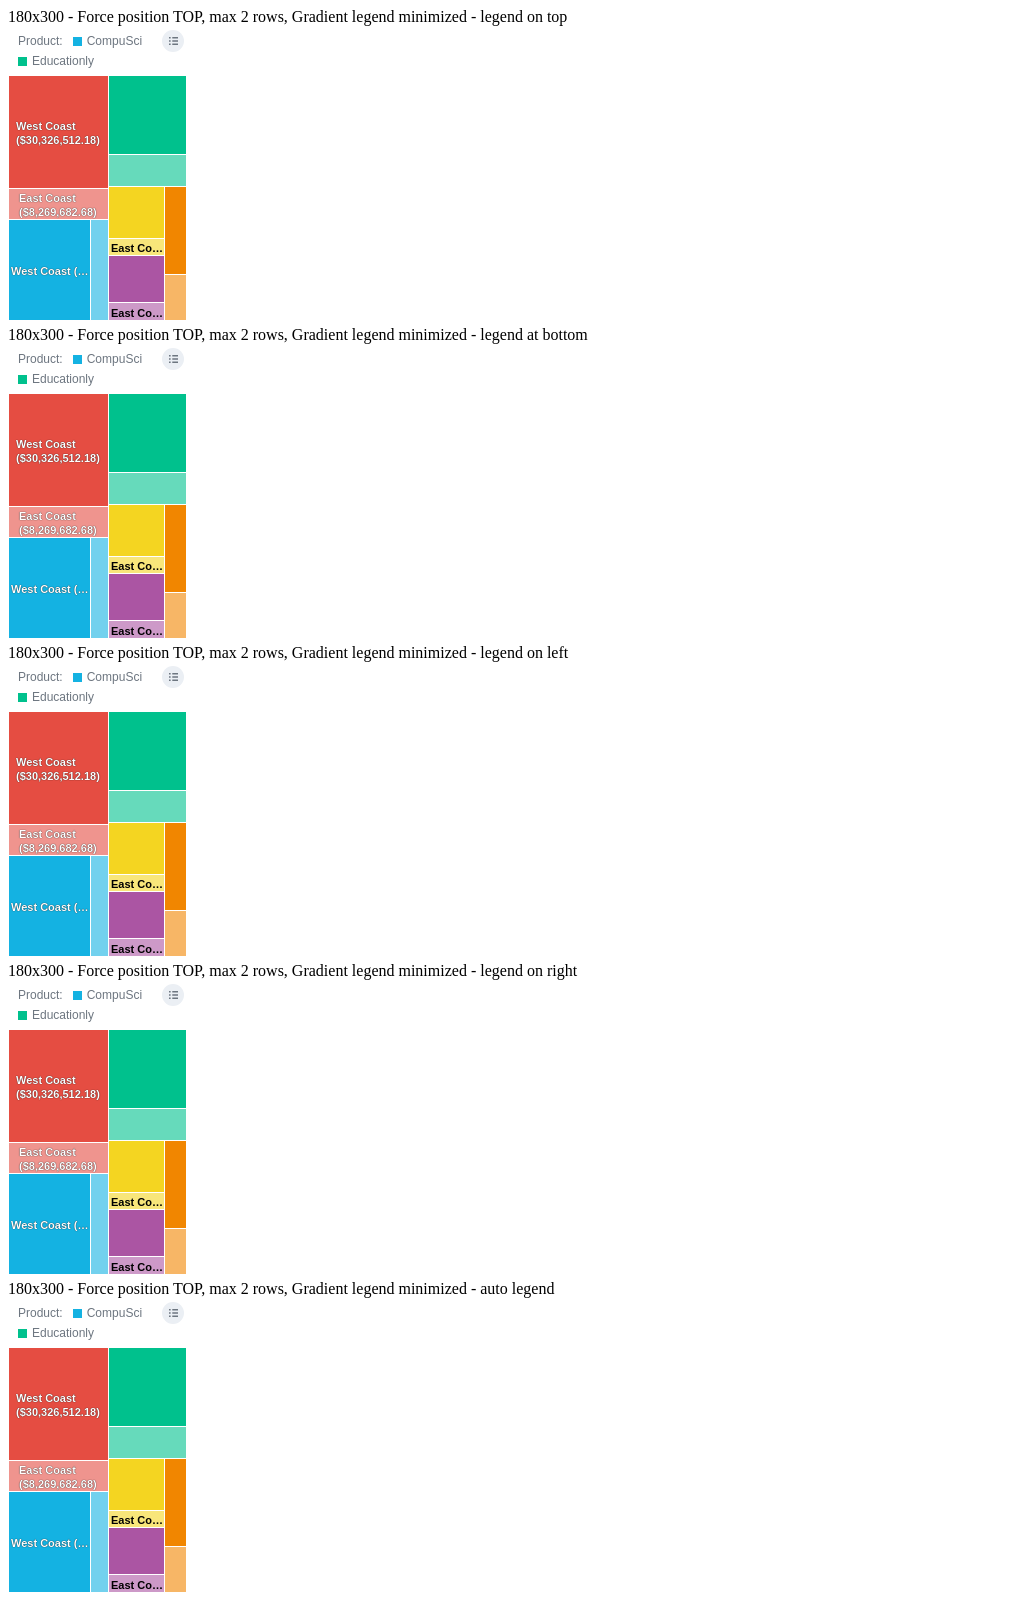 180x300 - Force position TOP, max 2 rows, Gradient legend minimized - legend on top
Product: CompuSci
Educationly
West Coast
($30,326,512.18)
East Coast
($8,269,682.68)
East Co…
West Coast (…
East Co…
180x300 - Force position TOP, max 2 rows, Gradient legend minimized - legend at bottom
Product: CompuSci
Educationly
West Coast
($30,326,512.18)
East Coast
($8,269,682.68)
East Co…
West Coast (…
East Co…
180x300 - Force position TOP, max 2 rows, Gradient legend minimized - legend on left
Product: CompuSci
Educationly
West Coast
($30,326,512.18)
East Coast
($8,269,682.68)
East Co…
West Coast (…
East Co…
180x300 - Force position TOP, max 2 rows, Gradient legend minimized - legend on right
Product: CompuSci
Educationly
West Coast
($30,326,512.18)
East Coast
($8,269,682.68)
East Co…
West Coast (…
East Co…
180x300 - Force position TOP, max 2 rows, Gradient legend minimized - auto legend
Product: CompuSci
Educationly
West Coast
($30,326,512.18)
East Coast
($8,269,682.68)
East Co…
West Coast (…
East Co…